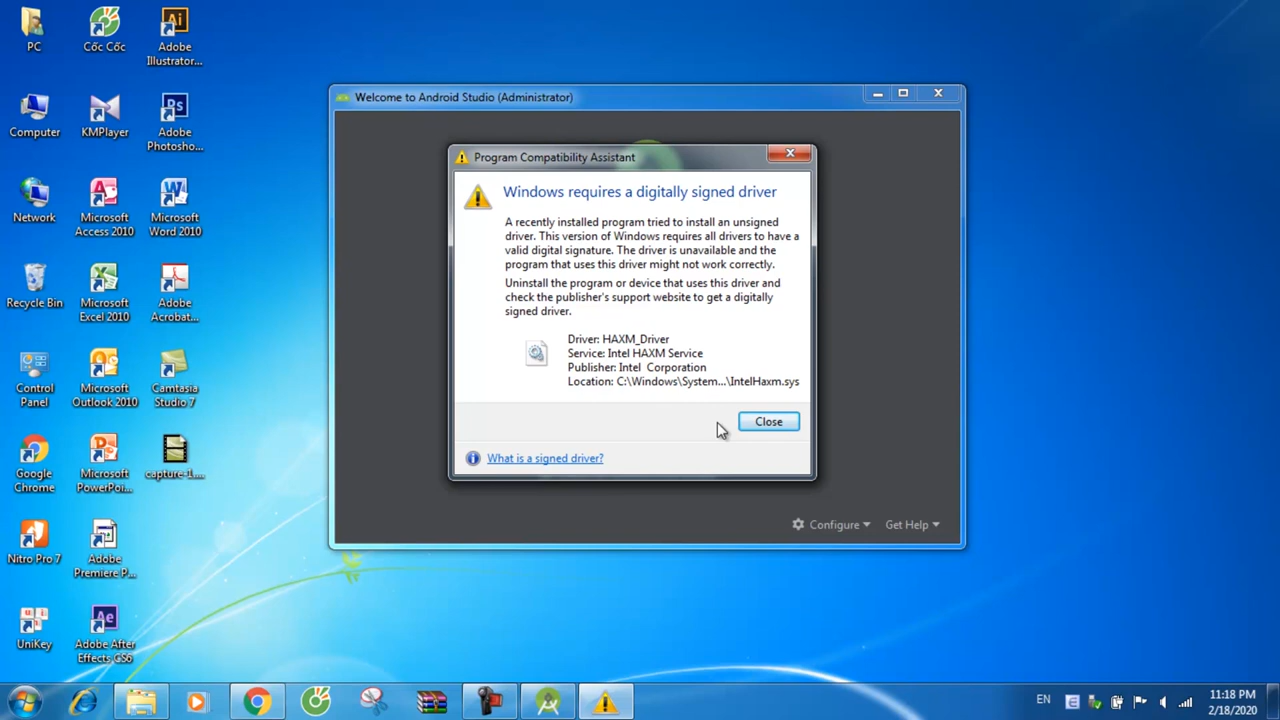 PC
Cốc Cốc
Adobe
Illustrator...
Computer
KMPlayer
Adobe
Photosho...
Network
Microsoft
Access 2010
Microsoft
Word 2010
Recycle Bin
Microsoft
Excel 2010
Adobe
Acrobat...
Control
Panel
Microsoft
Outlook 2010
Camtasia
Studio 7
Google
Chrome
Microsoft
PowerPoi...
capture-1....
Nitro Pro 7
Adobe
Premiere P...
UniKey
Adobe After
Effects CS6
Welcome to Android Studio (Administrator)
Program Compatibility Assistant
Windows requires a digitally signed driver
A recently installed program tried to install an unsigned
driver. This version of Windows requires all drivers to have a
valid digital signature. The driver is unavailable and the
program that uses this driver might not work correctly.
Uninstall the program or device that uses this driver and
check the publisher's support website to get a digitally
signed driver.
Driver: HAXM_Driver
Service: Intel HAXM Service
Publisher: Intel Corporation
Location: C:\Windows\System...\IntelHaxm.sys
Close
What is a signed driver?
Configure
Get Help
EN
11:18 PM
2/18/2020